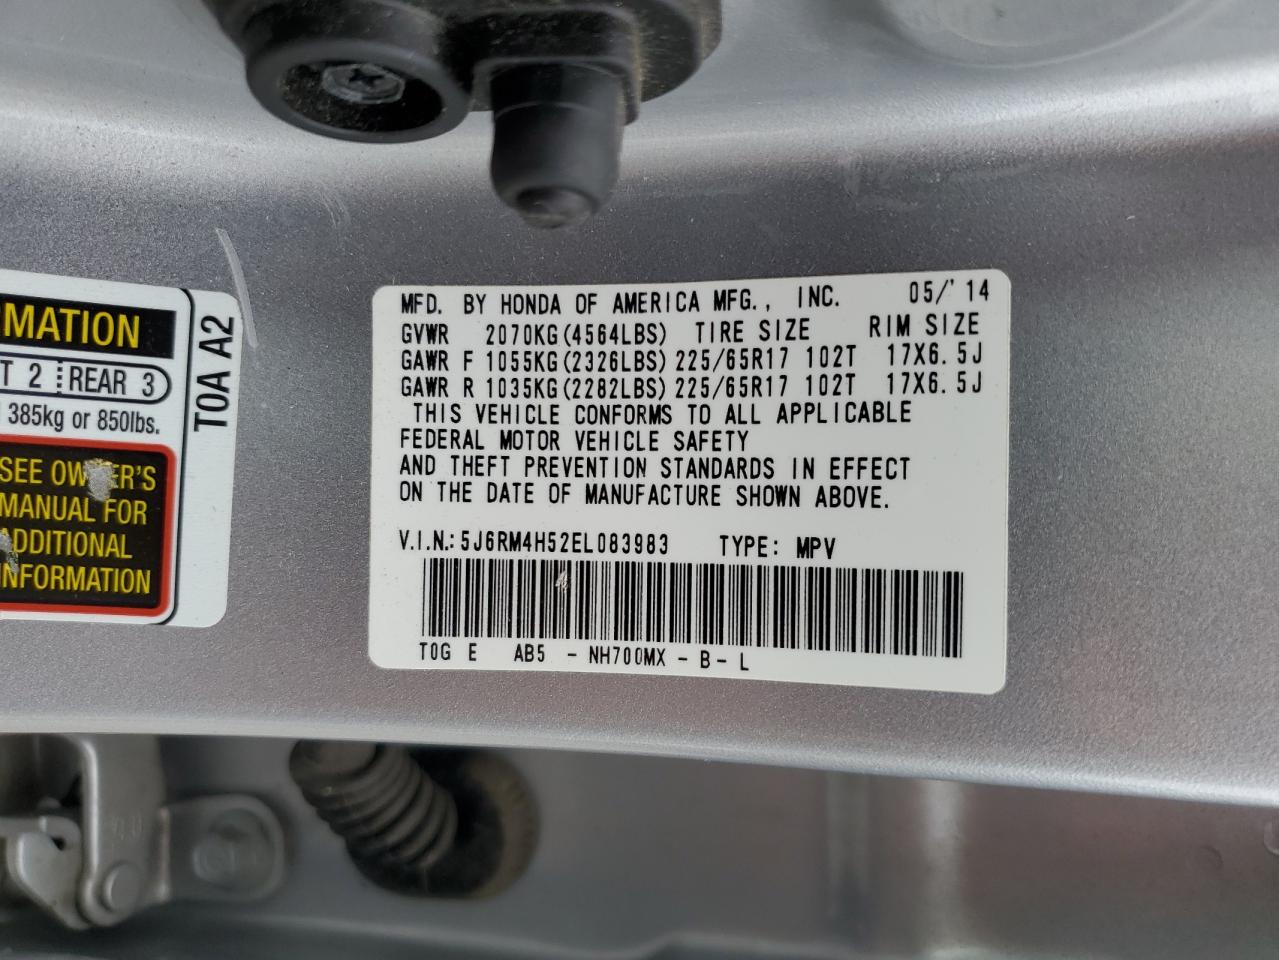 RMATION
T 2 REAR 3
385kg or 850lbs.
SEE OWNER'S
MANUAL FOR
ADDITIONAL
INFORMATION
T0A A2
MFD. BY HONDA OF AMERICA MFG., INC. 05/'14
GVWR 2070KG(4564LBS) TIRE SIZE RIM SIZE
GAWR F 1055KG(2326LBS) 225/65R17 102T 17X6.5J
GAWR R 1035KG(2282LBS) 225/65R17 102T 17X6.5J
THIS VEHICLE CONFORMS TO ALL APPLICABLE
FEDERAL MOTOR VEHICLE SAFETY
AND THEFT PREVENTION STANDARDS IN EFFECT
ON THE DATE OF MANUFACTURE SHOWN ABOVE.
V.I.N.: 5J6RM4H52EL083983 TYPE: MPV
T0G E AB5 - NH700MX - B - L